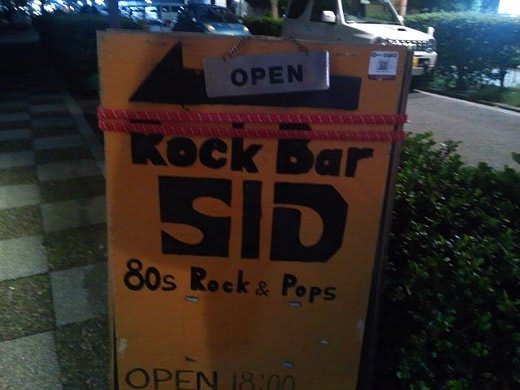 OPEN
Rock Bar
SID
80s Rock & Pops
OPEN 18:00